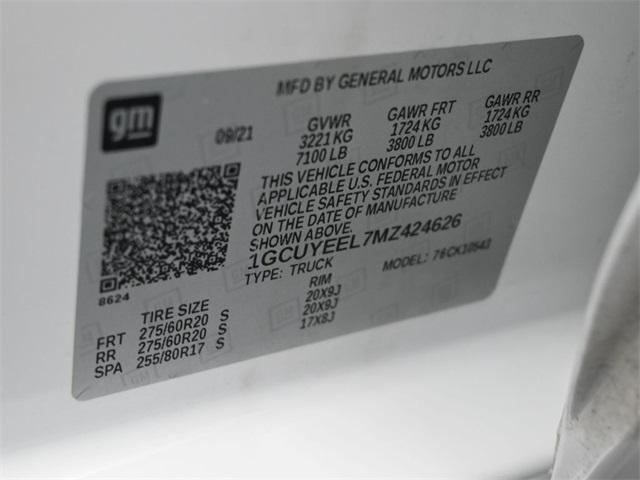 MFD BY GENERAL MOTORS LLC
gm
09/21 GVWR GAWR FRT GAWR RR
3221 KG 1724 KG 1724 KG
7100 LB 3800 LB 3800 LB
THIS VEHICLE CONFORMS TO ALL
APPLICABLE U.S. FEDERAL MOTOR
VEHICLE SAFETY STANDARDS IN EFFECT
ON THE DATE OF MANUFACTURE
SHOWN ABOVE.
1GCUYEEL7MZ424626
TYPE: TRUCK MODEL: 76CK10543
8624
TIRE SIZE RIM
FRT 275/60R20 S 20X9J
RR 275/60R20 S 20X9J
SPA 255/80R17 S 17X8J